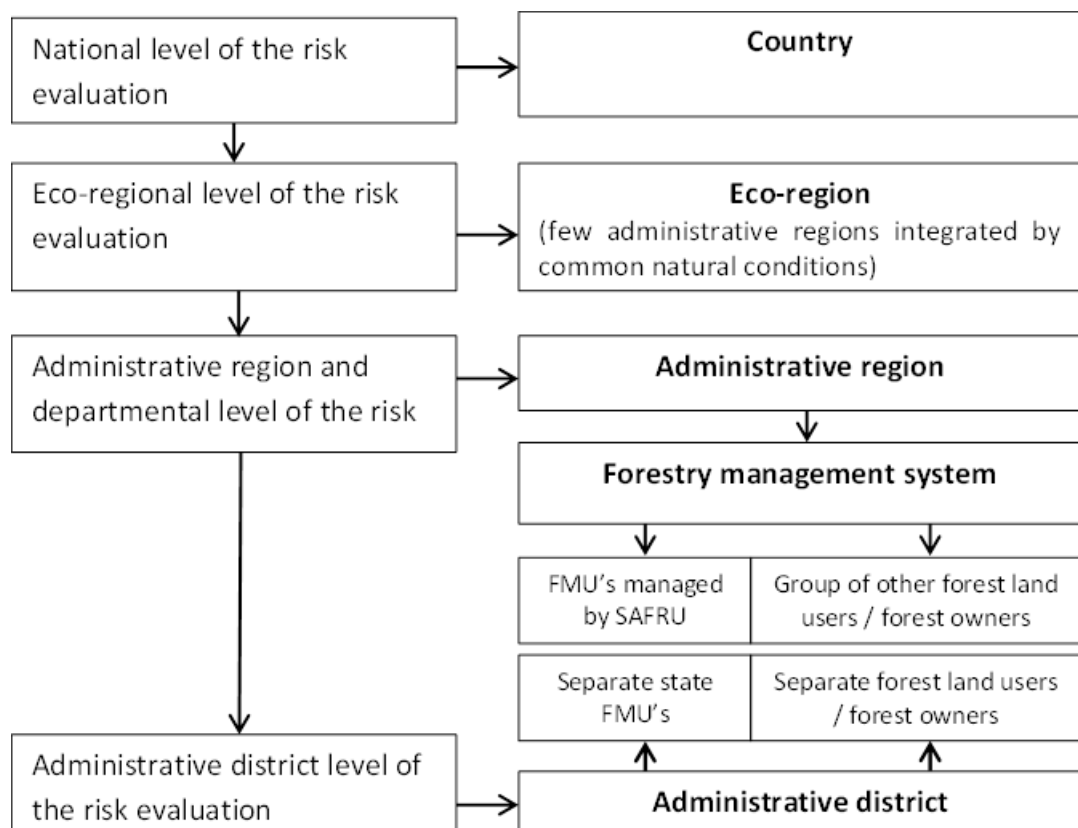 National level of the risk
evaluation
Country
Eco-regional level of the risk
evaluation
Eco-region
(few administrative regions integrated by
common natural conditions)
Administrative region and
departmental level of the risk
Administrative region
Forestry management system
FMU's managed
by SAFRU
Group of other forest land
users / forest owners
Separate state
FMU's
Separate forest land users
/ forest owners
Administrative district level of
the risk evaluation
Administrative district